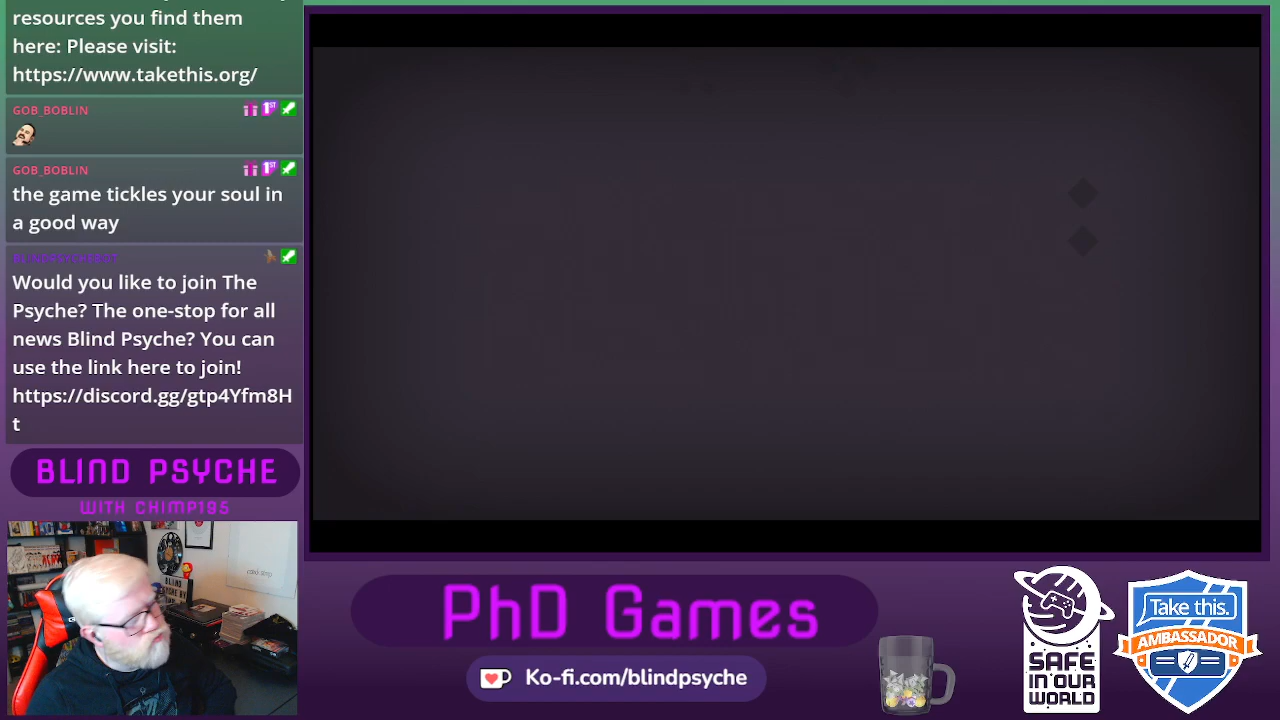 resources you find them
here: Please visit:
https://www.takethis.org/
GOB_BOBLIN
1ST
GOB_BOBLIN
1ST
the game tickles your soul in
a good way
Would you like to join The
Psyche? The one-stop for all
news Blind Psyche? You can
use the link here to join!
https://discord.gg/gtp4Yfm8H
t
BLIND PSYCHE
WITH CHIMP195
PhD Games
Ko-fi.com/blindpsyche
SAFE
IN OUR
WORLD
Take this.
AMBASSADOR